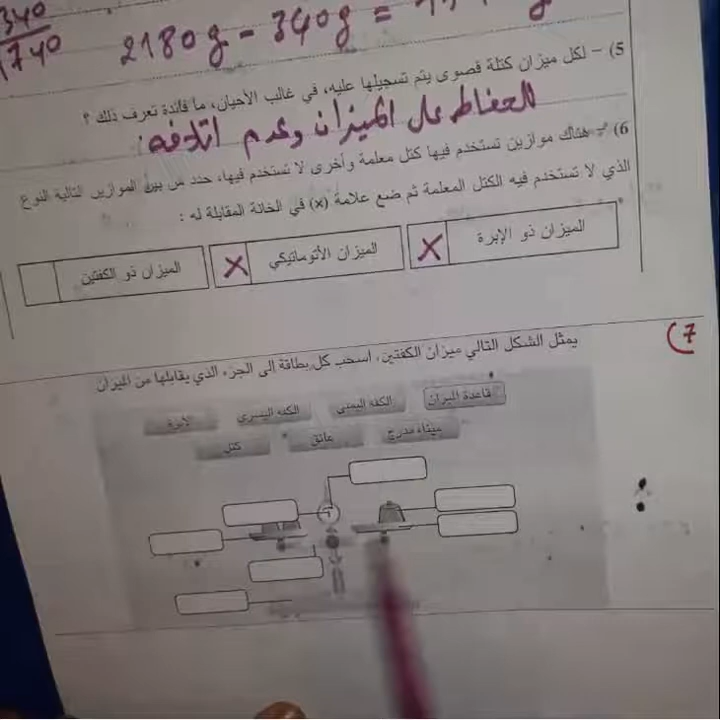 340
1740
2180g - 340g =
5) - لكل ميزان كتلة قصوى يتم تسجيلها عليه، في غالب الأحيان، ما فائدة تعرف ذلك ؟
للحفاظ على الميزان وعدم اتلافه.
6) - هناك موازين تستخدم فيها كتل معلمة وأخرى لا تستخدم فيها، حدد من بين الموازين التالية النوع
الذي لا تستخدم فيه الكتل المعلمة ثم ضع علامة (x) في الخانة المقابلة له :
الميزان ذو الإبرة X الميزان الأتوماتيكي X الميزان ذو الكفتين
7)
يمثل الشكل التالي ميزان الكفتين، اسحب كل بطاقة إلى الجزء الذي يقابلها من الميزان
قاعدة الميزان الكفة اليمنى الكفة اليسرى الإبرة
ميناء مدرج عاتق كتل